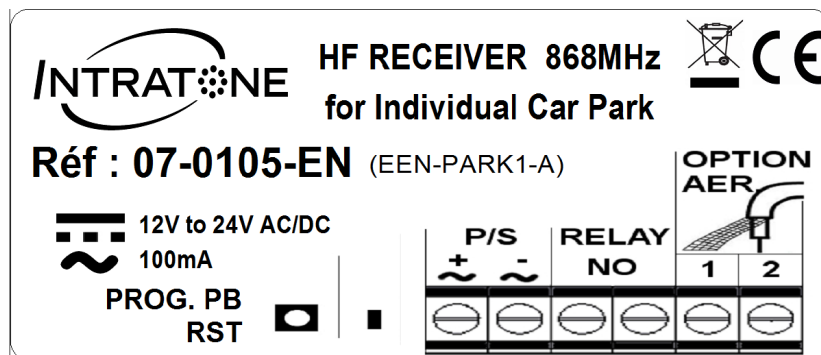 INTRATONE
HF RECEIVER 868MHz
for Individual Car Park
CE
Réf : 07-0105-EN (EEN-PARK1-A)
12V to 24V AC/DC
100mA
PROG. PB
RST
P/S
+ -
RELAY
NO
OPTION
AER.
1 2